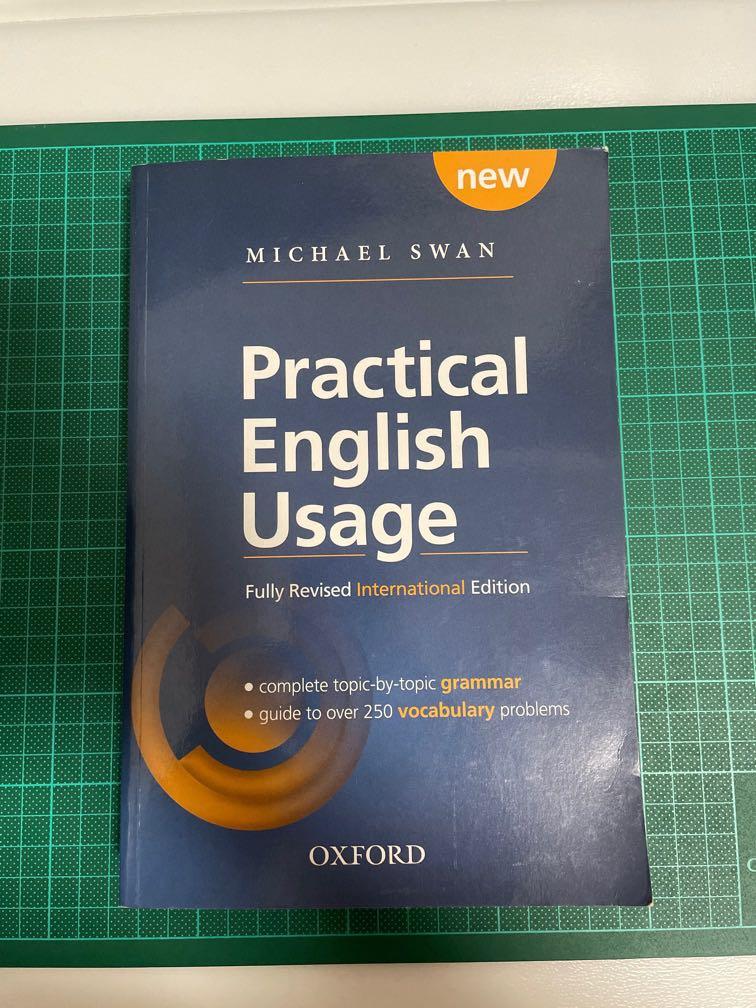 new
MICHAEL SWAN
Practical
English
Usage
Fully Revised International Edition
• complete topic-by-topic grammar
• guide to over 250 vocabulary problems
OXFORD